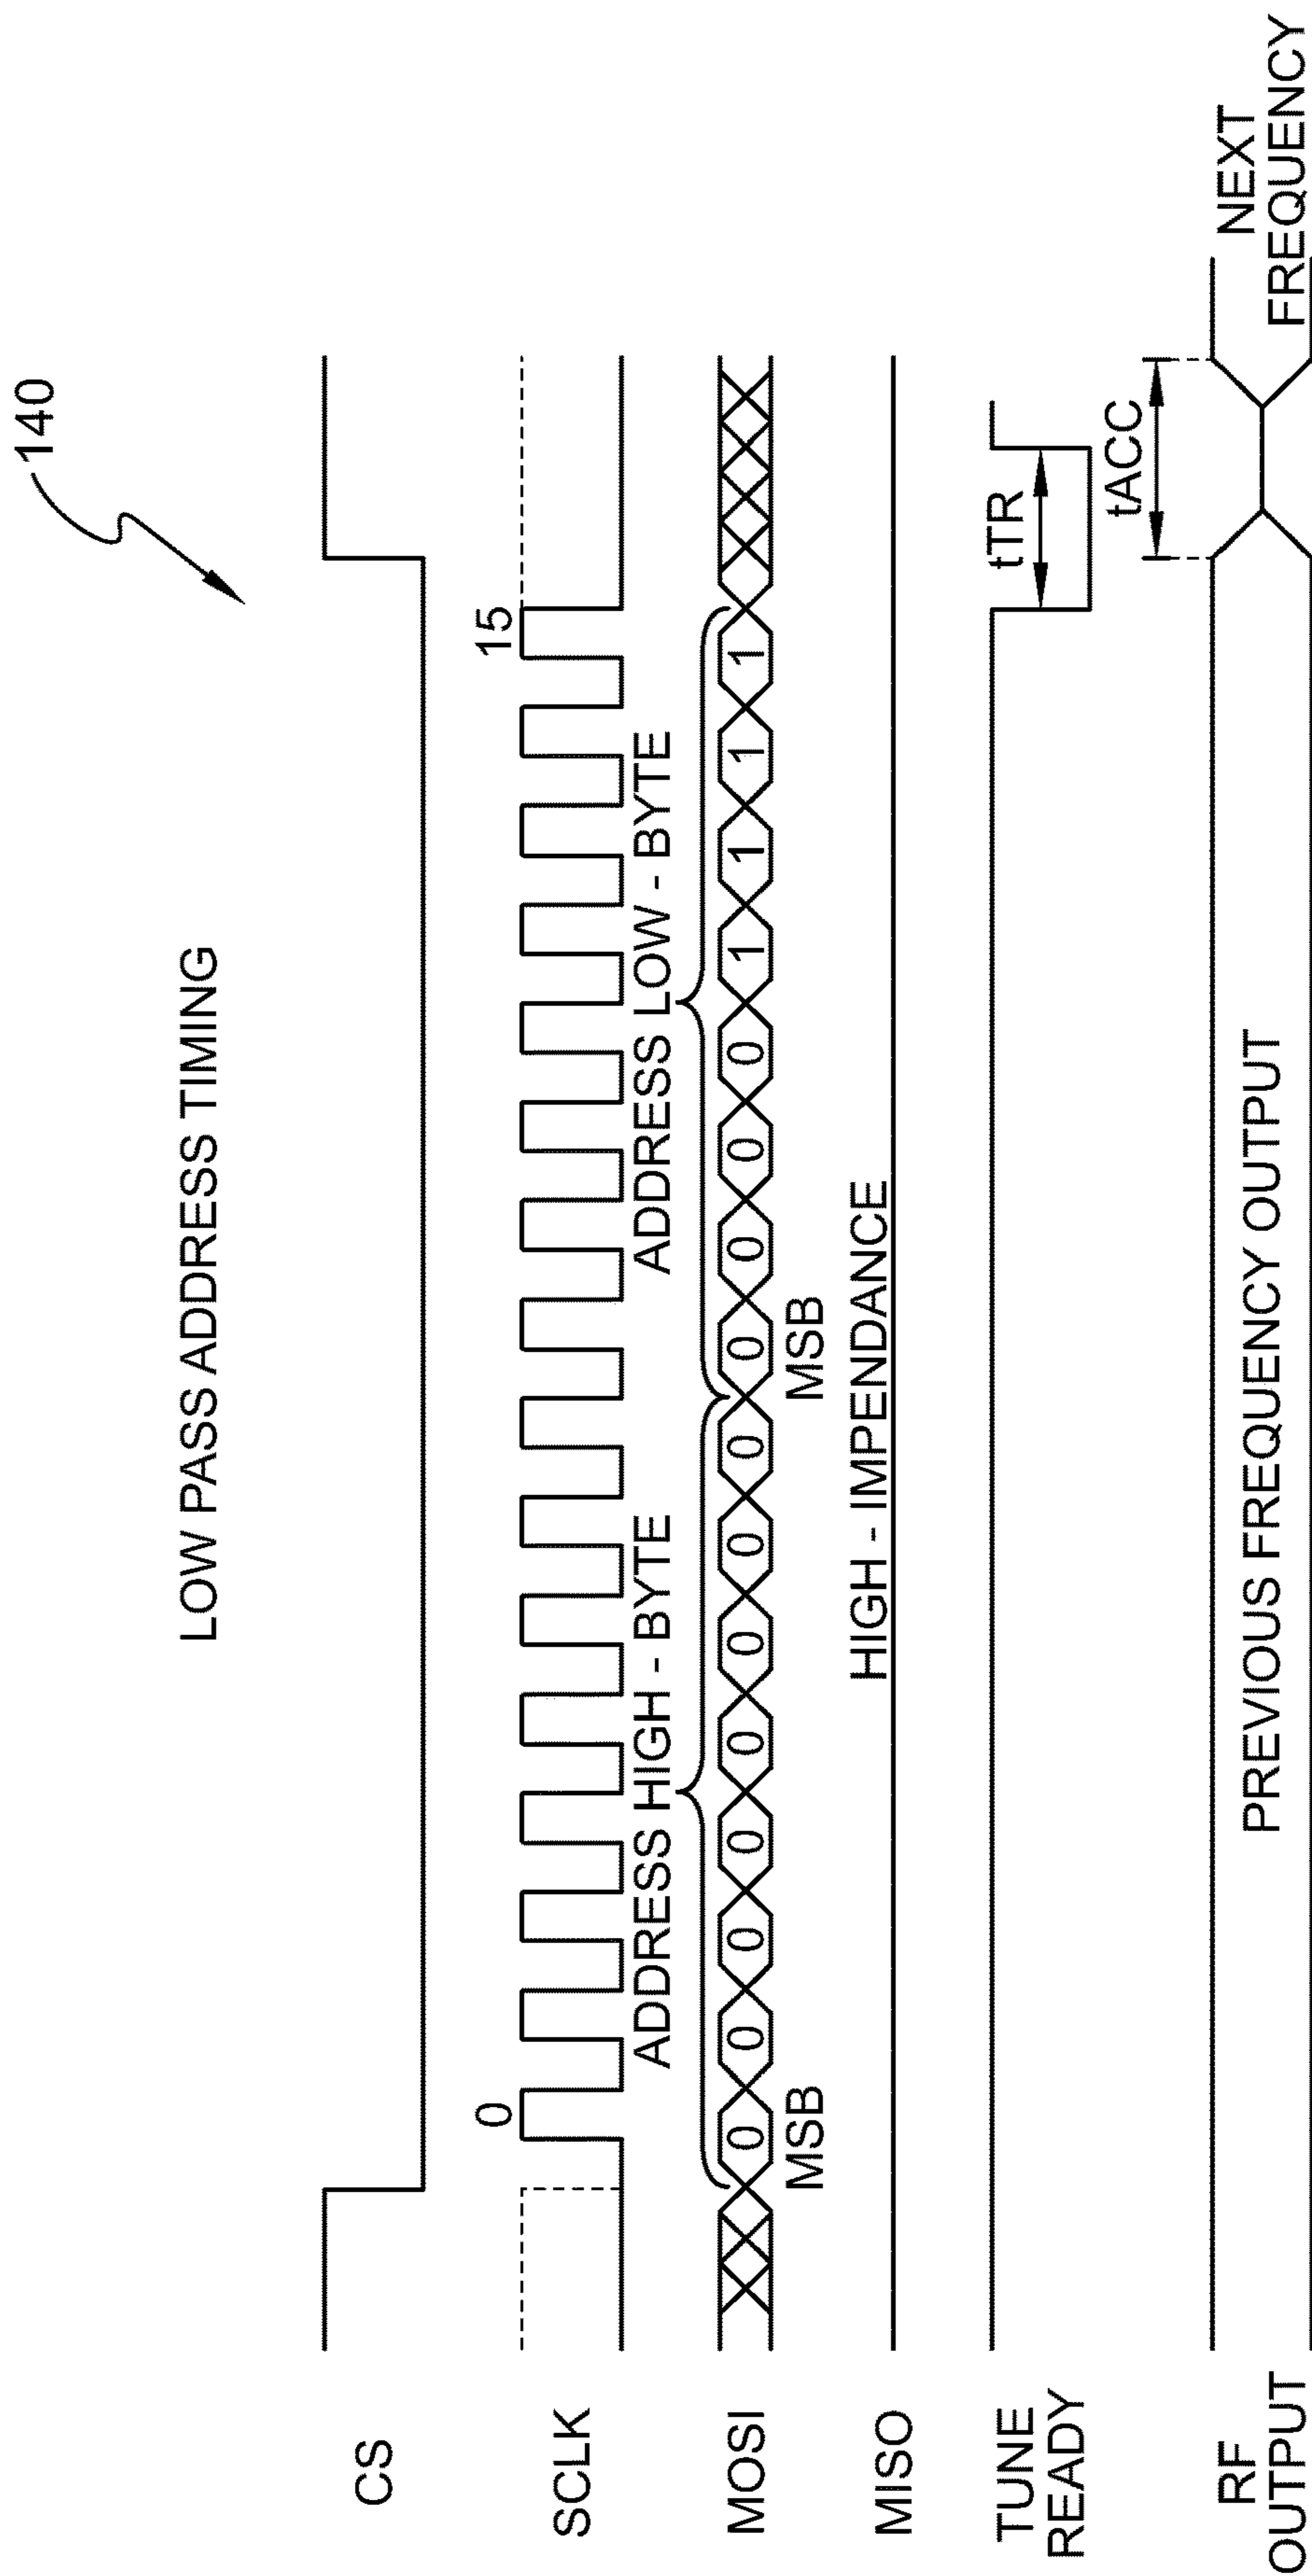 140
LOW PASS ADDRESS TIMING
CS
SCLK
0
15
ADDRESS HIGH - BYTE
ADDRESS LOW - BYTE
MOSI
0 0 0 0 0 0 0 0 0 0 0 0 1 1 1 1
MSB
MSB
MISO
HIGH - IMPENDANCE
TUNE
READY
tTR
tACC
RF
OUTPUT
PREVIOUS FREQUENCY OUTPUT
NEXT
FREQUENCY